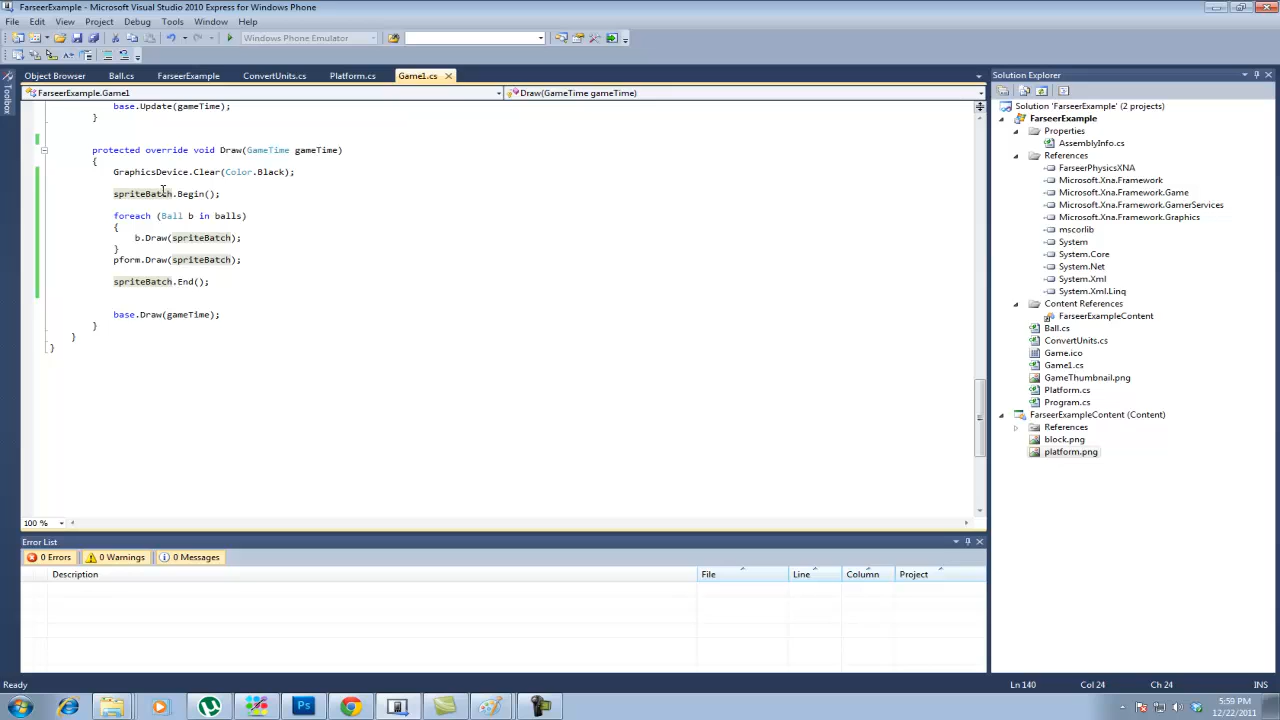 FarseerExample - Microsoft Visual Studio 2010 Express for Windows Phone
File Edit View Project Debug Tools Window Help
Windows Phone Emulator
Object Browser Ball.cs FarseerExample ConvertUnits.cs Platform.cs Game1.cs
FarseerExample.Game1 Draw(GameTime gameTime)
Toolbox
base.Update(gameTime);
}
protected override void Draw(GameTime gameTime)
{
GraphicsDevice.Clear(Color.Black);
spriteBatch.Begin();
foreach (Ball b in balls)
{
b.Draw(spriteBatch);
}
pform.Draw(spriteBatch);
spriteBatch.End();
base.Draw(gameTime);
}
}
}
100 %
Solution Explorer
Solution 'FarseerExample' (2 projects)
FarseerExample
Properties
AssemblyInfo.cs
References
FarseerPhysicsXNA
Microsoft.Xna.Framework
Microsoft.Xna.Framework.Game
Microsoft.Xna.Framework.GamerServices
Microsoft.Xna.Framework.Graphics
mscorlib
System
System.Core
System.Net
System.Xml
System.Xml.Linq
Content References
FarseerExampleContent
Ball.cs
ConvertUnits.cs
Game.ico
Game1.cs
GameThumbnail.png
Platform.cs
Program.cs
FarseerExampleContent (Content)
References
block.png
platform.png
Error List
0 Errors 0 Warnings 0 Messages
Description File Line Column Project
Ready Ln 140 Col 24 Ch 24 INS
Ps
5:59 PM
12/22/2011